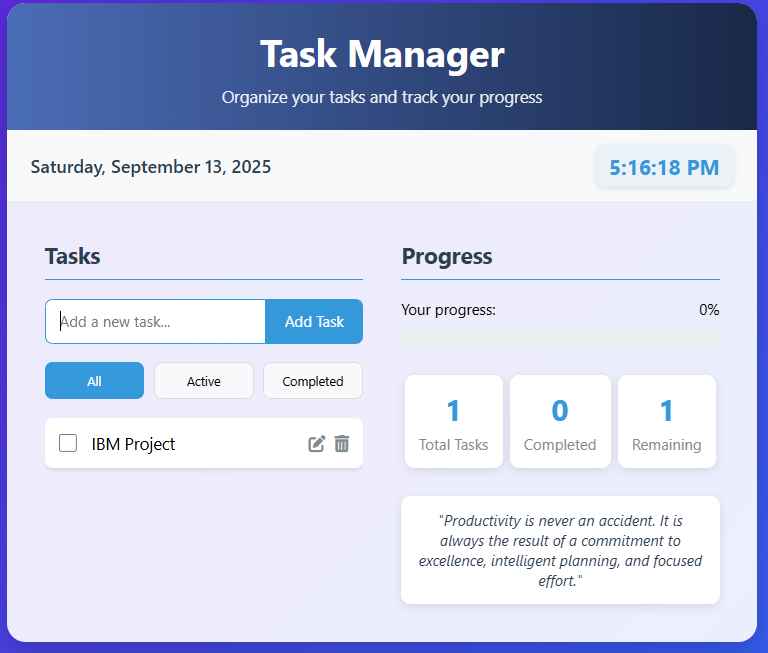 Task Manager
Organize your tasks and track your progress
Saturday, September 13, 2025
5:16:18 PM
Tasks
Add a new task...
Add Task
All
Active
Completed
IBM Project
Progress
Your progress:
0%
1
Total Tasks
0
Completed
1
Remaining
"Productivity is never an accident. It is
always the result of a commitment to
excellence, intelligent planning, and focused
effort."